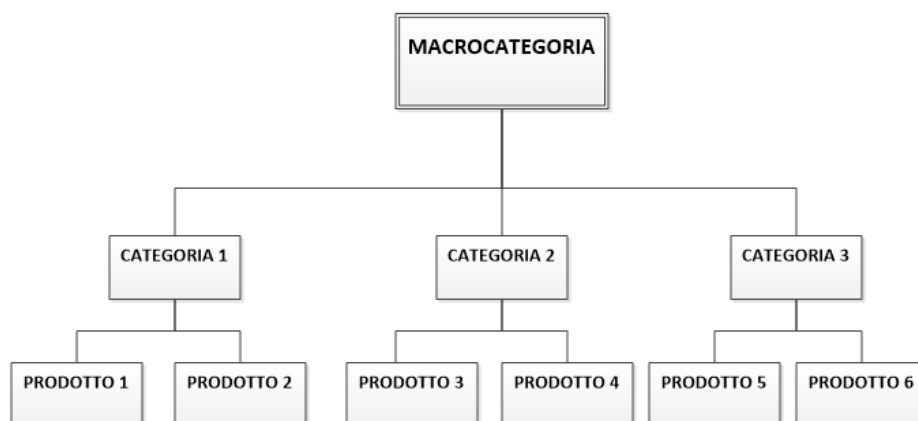 MACROCATEGORIA
CATEGORIA 1
CATEGORIA 2
CATEGORIA 3
PRODOTTO 1
PRODOTTO 2
PRODOTTO 3
PRODOTTO 4
PRODOTTO 5
PRODOTTO 6